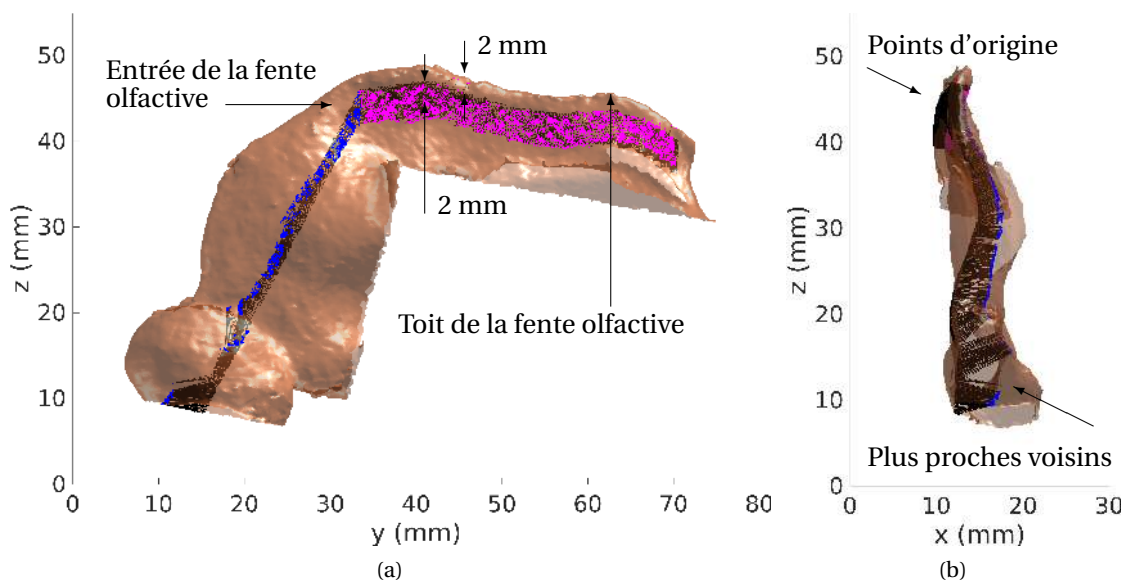 50
40
30
20
10
0
z (mm)
Entrée de la fente
olfactive
2 mm
2 mm
Toit de la fente olfactive
0
10
20
30
40
50
60
70
80
y (mm)
(a)
50
40
30
20
10
0
z (mm)
Points d'origine
Plus proches voisins
0
10
20
30
x (mm)
(b)